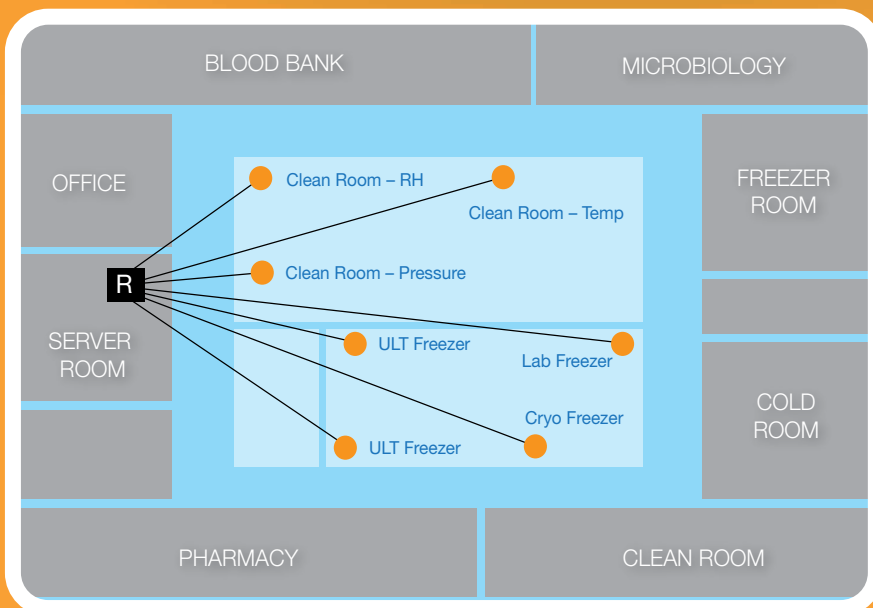 BLOOD BANK
MICROBIOLOGY
OFFICE
Clean Room – RH
Clean Room – Temp
FREEZER
ROOM
R
Clean Room – Pressure
SERVER
ROOM
ULT Freezer
Lab Freezer
Cryo Freezer
ULT Freezer
COLD
ROOM
PHARMACY
CLEAN ROOM